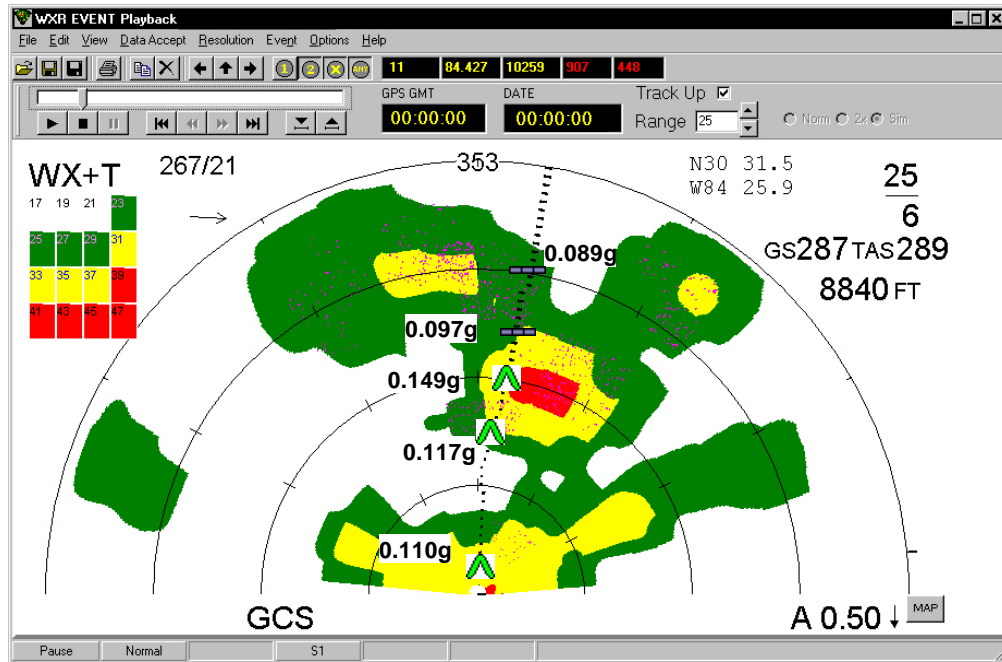 WXR EVENT Playback
File Edit View Data Accept Resolution Event Options Help
1 2 X ANY 11 84.427 10259 907 448
GPS GMT DATE Track Up
00:00:00 00:00:00 Range 25 Norm 2x Sim
WX+T 267/21 353 N30 31.5 25
W84 25.9 6
17 19 21 23
25 27 29 31
33 35 37 39
41 43 45 47
GS287 TAS289
8840 FT
0.089g
0.097g
0.149g
0.117g
0.110g
GCS A 0.50 MAP
Pause Normal S1